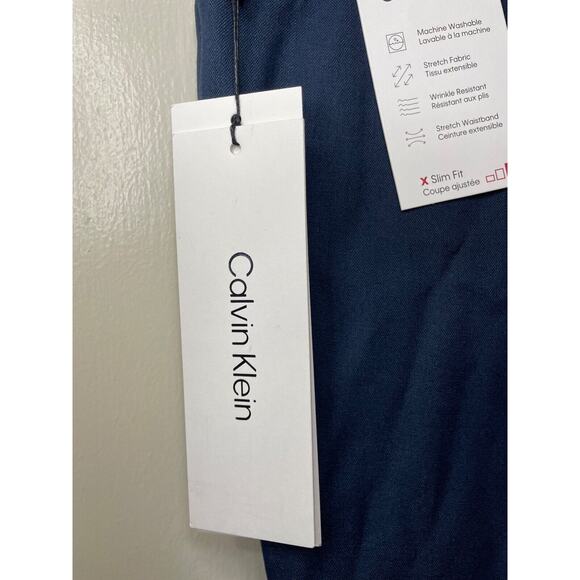 Machine Washable
Lavable à la machine
Stretch Fabric
Tissu extensible
Wrinkle Resistant
Résistant aux plis
Stretch Waistband
Ceinture extensible
X Slim Fit
Coupe ajustée
Calvin Klein